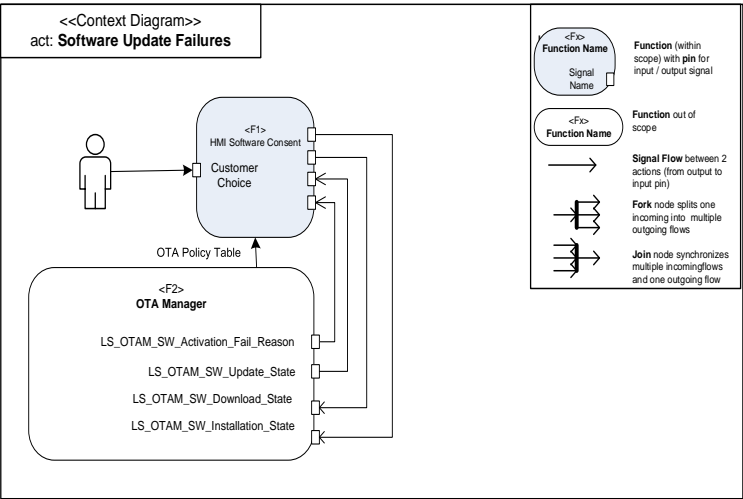 <<Context Diagram>>
act: Software Update Failures
<F1>
HMI Software Consent
Customer
Choice
OTA Policy Table
<F2>
OTA Manager
LS_OTAM_SW_Activation_Fail_Reason
LS_OTAM_SW_Update_State
LS_OTAM_SW_Download_State
LS_OTAM_SW_Installation_State
<Fx>
Function Name
Signal
Name
Function (within
scope) with pin for
input / output signal
<Fx>
Function Name
Function out of
scope
Signal Flow between 2
actions (from output to
input pin)
Fork node splits one
incoming into multiple
outgoing flows
Join node synchronizes
multiple incomingflows
and one outgoing flow